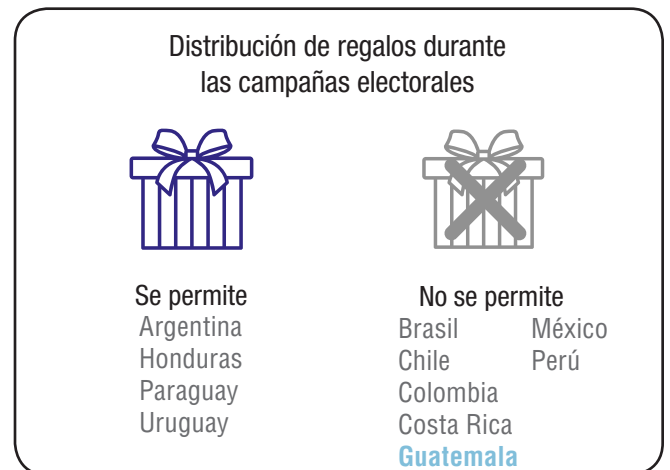 Distribución de regalos durante
las campañas electorales
Se permite
Argentina
Honduras
Paraguay
Uruguay
No se permite
Brasil
Chile
Colombia
Costa Rica
Guatemala
México
Perú